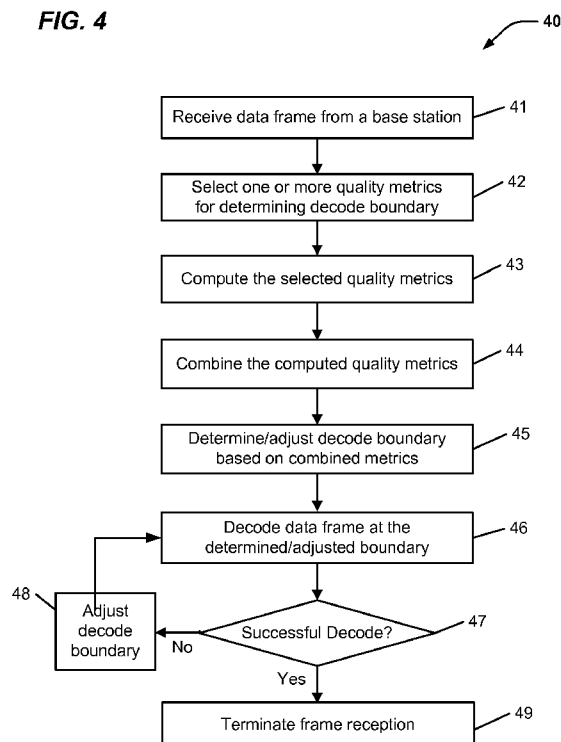 FIG. 4
40
Receive data frame from a base station
41
Select one or more quality metrics
for determining decode boundary
42
Compute the selected quality metrics
43
Combine the computed quality metrics
44
Determine/adjust decode boundary
based on combined metrics
45
Decode data frame at the
determined/adjusted boundary
46
48
Adjust
decode
boundary
No
Successful Decode?
47
Yes
Terminate frame reception
49